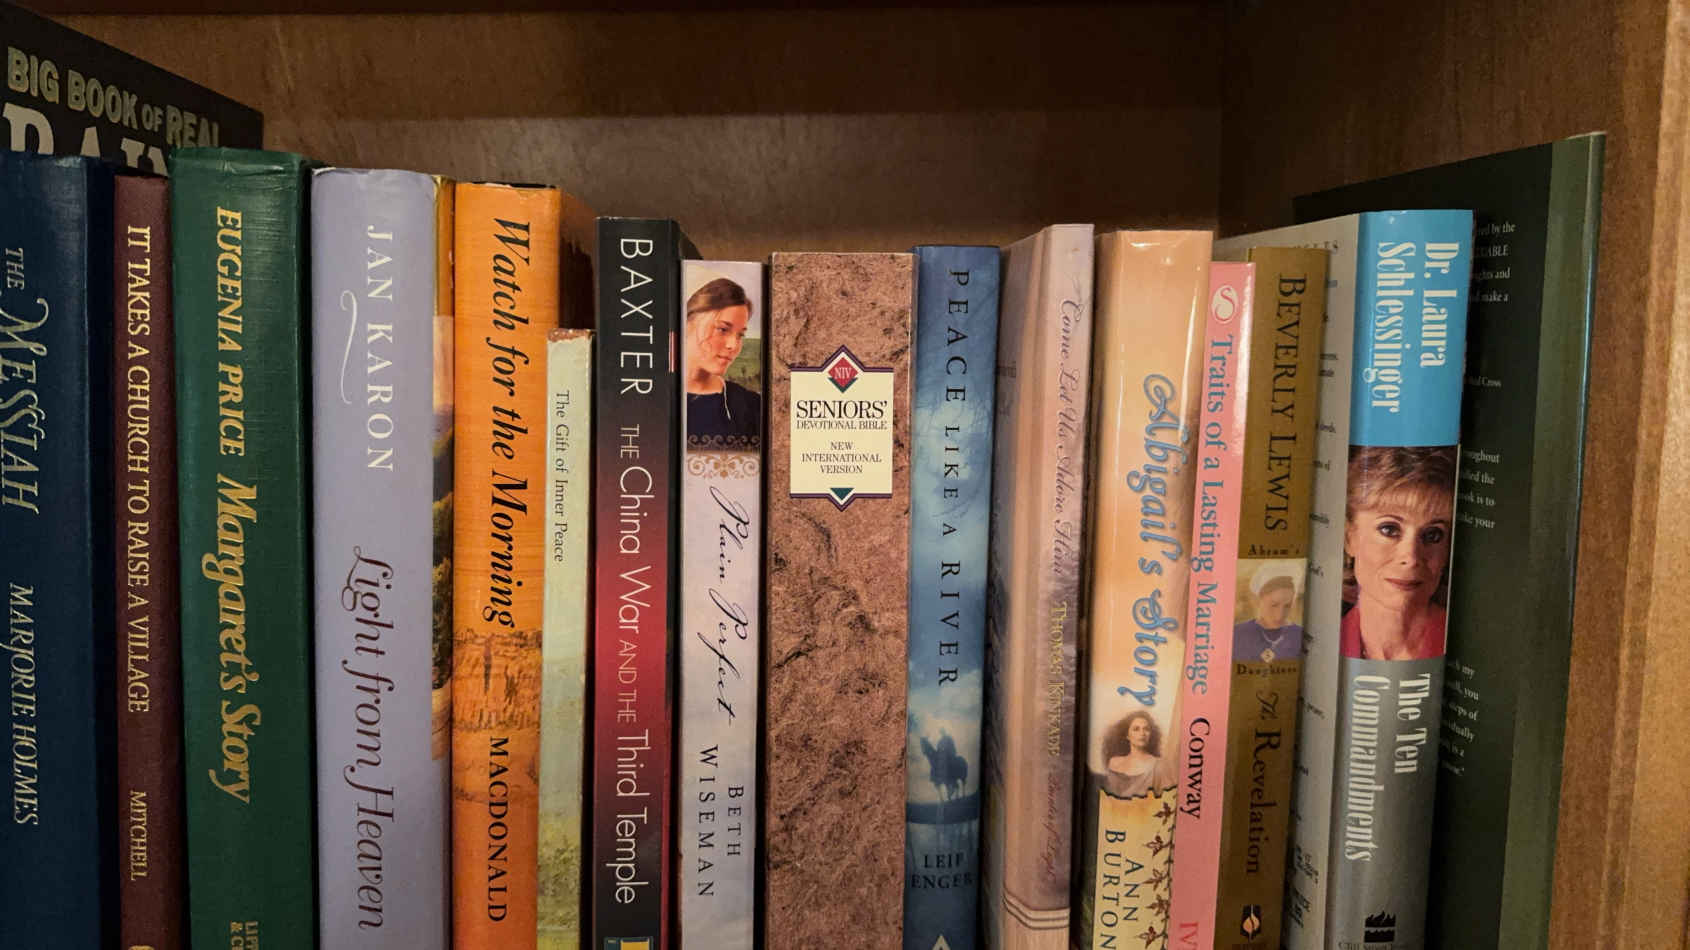 BIG BOOK OF REAL
THE MESSIAH MARJORIE HOLMES
IT TAKES A CHURCH TO RAISE A VILLAGE MITCHELL
EUGENIA PRICE Margaret's Story
JAN KARON Light from Heaven
Watch for the Morning MACDONALD
The Gift of Inner Peace
BAXTER THE China War AND THE Third Temple
Plain Perfect BETH
WISEMAN
NIV
SENIORS'
DEVOTIONAL BIBLE
NEW
INTERNATIONAL
VERSION
PEACE LIKE A RIVER
LEIF
ENGER
Come Let Us Adore Him THOMAS KINKADE
Abigail's Story ANN
BURTON
Traits of a Lasting Marriage Conway
BEVERLY LEWIS
Abram's
Daughters
The Revelation
Dr. Laura
Schlessinger
The Ten
Commandments